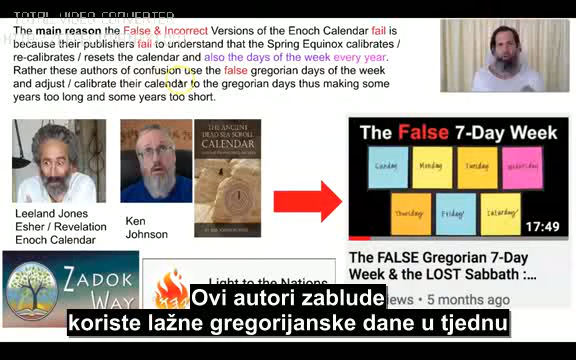 TOTAL VIDEO CONVERTER
The main reason the False & Incorrect Versions of the Enoch Calendar fail is
because their publishers fail to understand that the Spring Equinox calibrates /
re-calibrates / resets the calendar and also the days of the week every year.
Rather these authors of confusion use the false gregorian days of the week
and adjust / calibrate their calendar to the gregorian days thus making some
years too long and some years too short.
Leeland Jones
Esher / Revelation
Enoch Calendar
Ken
Johnson
THE ANCIENT
DEAD SEA SCROLL
CALENDAR
The False 7-Day Week
Sunday
Monday
Tuesday
Wednesday
Thursday
Friday
Saturday
17:49
The FALSE Gregorian 7-Day
Week & the LOST Sabbath :...
ews • 5 months ago
ZADOK
WAY
Light to the Nations
Ovi autori zablude
koriste lažne gregorijanske dane u tjednu